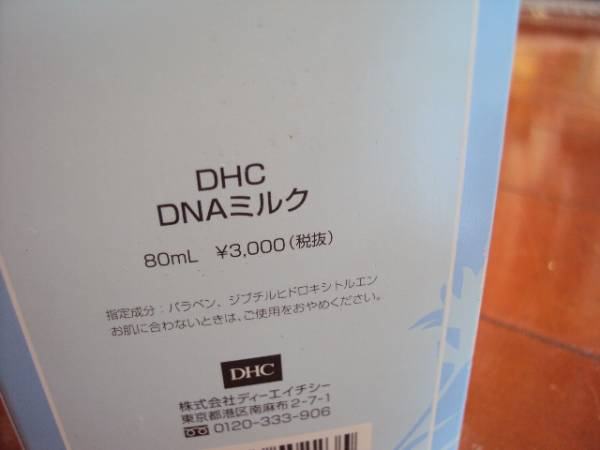 DHC
DNAミルク
80mL ¥3,000(税抜)
指定成分:パラベン、ジブチルヒドロキシトルエン
お肌に合わないときは、ご使用をおやめください。
DHC
株式会社ディーエイチシー
東京都港区南麻布2-7-1
0120-333-906